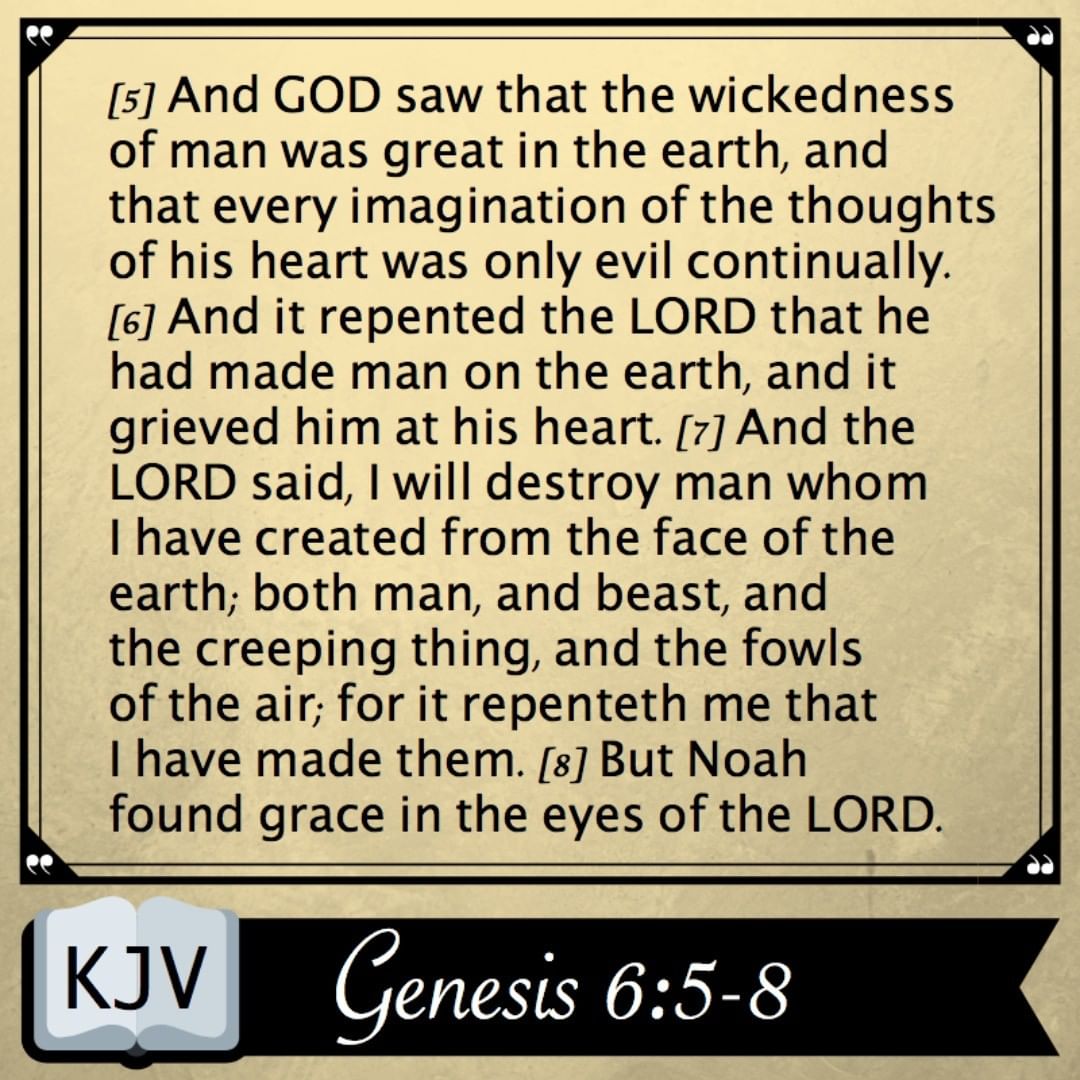 [5] And GOD saw that the wickedness
of man was great in the earth, and
that every imagination of the thoughts
of his heart was only evil continually.
[6] And it repented the LORD that he
had made man on the earth, and it
grieved him at his heart. [7] And the
LORD said, I will destroy man whom
I have created from the face of the
earth; both man, and beast, and
the creeping thing, and the fowls
of the air; for it repenteth me that
I have made them. [8] But Noah
found grace in the eyes of the LORD.
KJV
Genesis 6:5-8